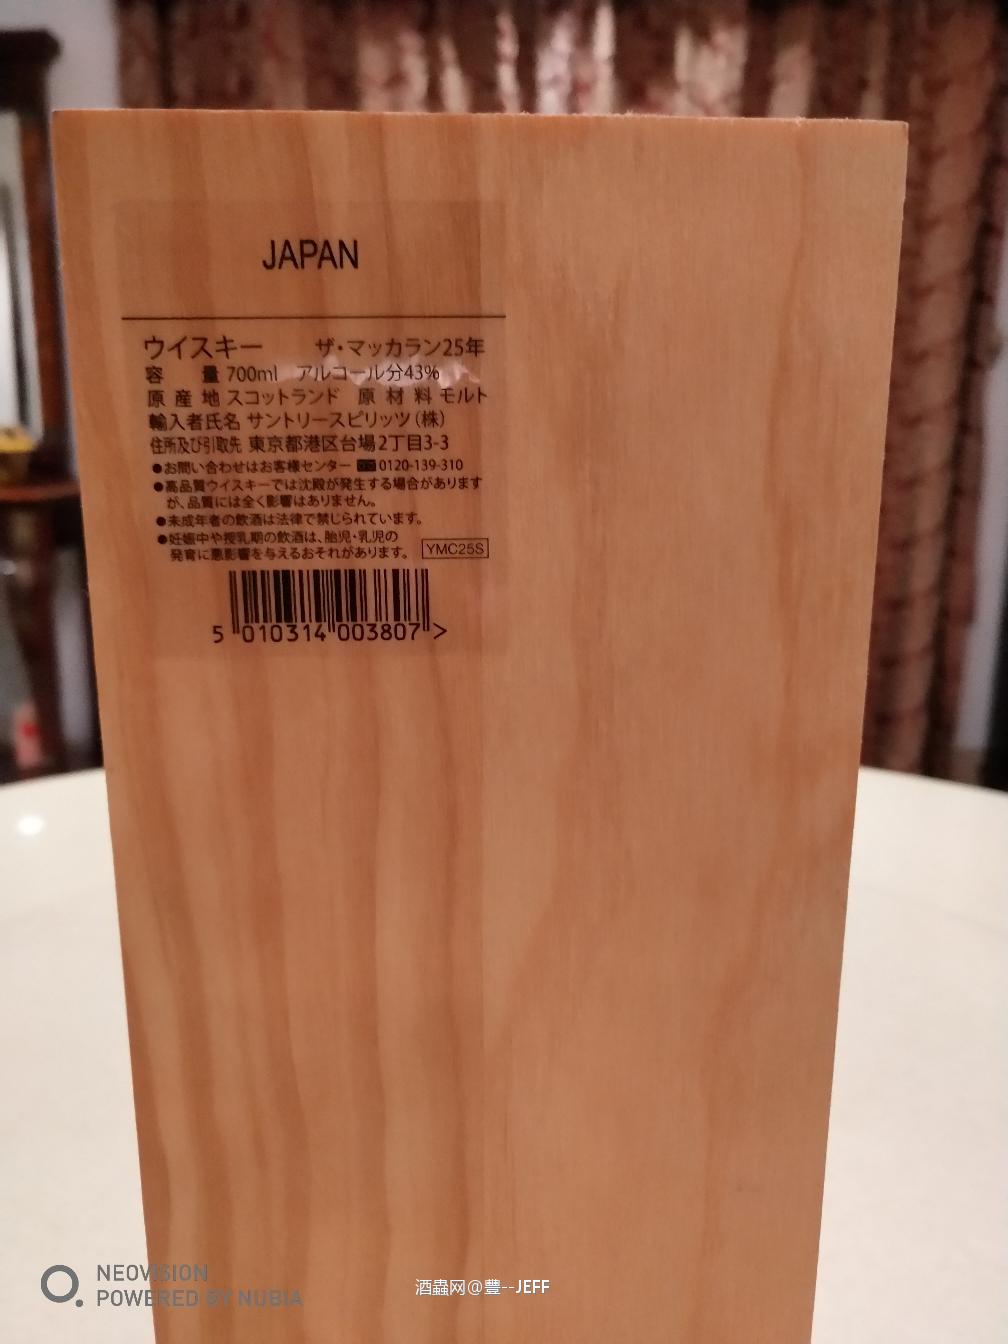 JAPAN
ウイスキー ザ・マッカラン25年
容 量 700ml アルコール分43%
原産地 スコットランド 原材料 モルト
輸入者氏名 サントリースピリッツ(株)
住所及び引取先 東京都港区台場2丁目3-3
●お問い合わせはお客様センター 0120-139-310
●高品質ウイスキーでは沈殿が発生する場合があります
が、品質には全く影響はありません。
●未成年者の飲酒は法律で禁じられています。
●妊娠中や授乳期の飲酒は、胎児・乳児の
発育に悪影響を与えるおそれがあります。 YMC25S
5 010314 003807 >
NEOVISION
POWERED BY NUBIA
酒蟲网@豐--JEFF